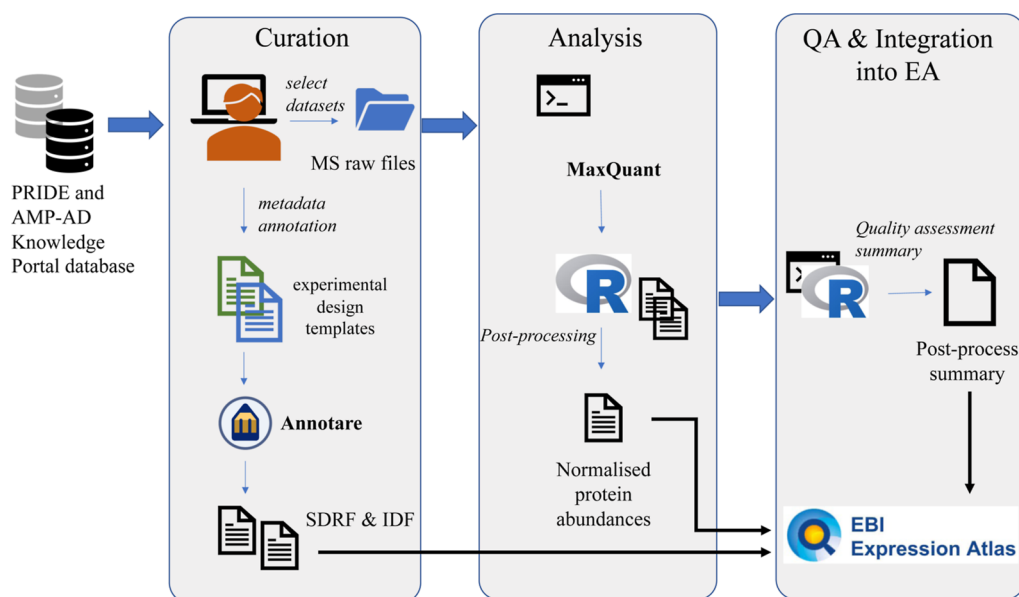 PRIDE and
AMP-AD
Knowledge
Portal database
Curation
select
datasets
MS raw files
metadata
annotation
experimental
design
templates
Annotare
SDRF & IDF
Analysis
MaxQuant
R
Post-processing
Normalised
protein
abundances
QA & Integration
into EA
Quality assessment
summary
R
Post-process
summary
EBI
Expression Atlas